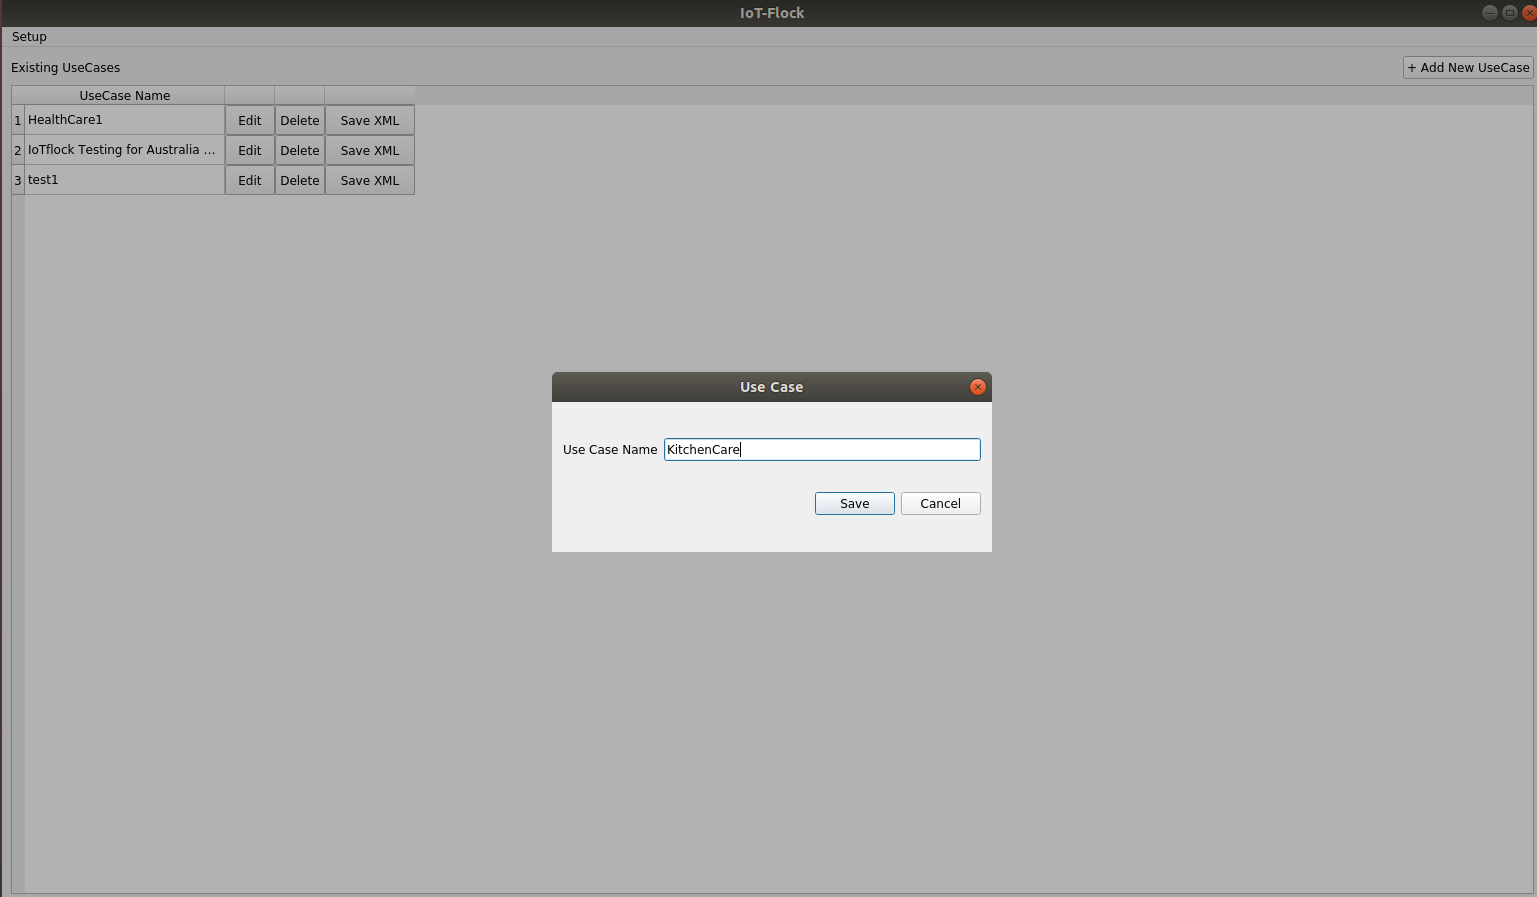 IoT-Flock
Setup
Existing UseCases
+ Add New UseCase
UseCase Name
1 HealthCare1 Edit Delete Save XML
2 IoTflock Testing for Australia ... Edit Delete Save XML
3 test1 Edit Delete Save XML
Use Case
Use Case Name KitchenCare
Save Cancel